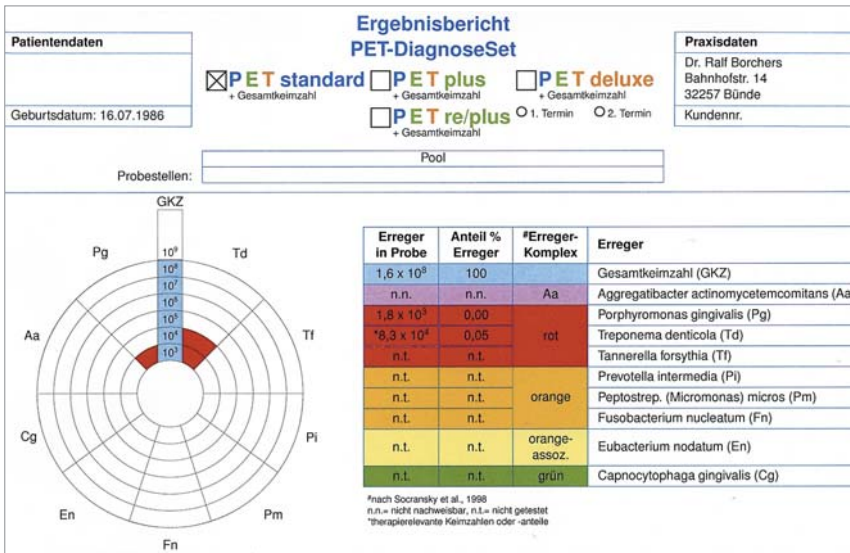 Ergebnisbericht
PET-DiagnoseSet
Patientendaten
Geburtsdatum: 16.07.1986
PET standard
+ Gesamtkeimzahl
PET plus
+ Gesamtkeimzahl
PET deluxe
+ Gesamtkeimzahl
PET re/plus
+ Gesamtkeimzahl
1. Termin 2. Termin
Praxisdaten
Dr. Ralf Borchers
Bahnhofstr. 14
32257 Bünde
Kundennr.
Pool
Probestellen:
GKZ
Td
Tf
Pi
Pm
Fn
En
Cg
Aa
Pg
10⁹
10⁸
10⁷
10⁶
10⁵
10⁴
10³
Erreger in Probe Anteil % Erreger #Erreger-Komplex Erreger
1,6 x 10⁸ 100 Gesamtkeimzahl (GKZ)
n.n. n.n. Aa Aggregatibacter actinomycetemcomitans (Aa
1,8 x 10³ 0,00 Porphyromonas gingivalis (Pg)
*8,3 x 10⁴ 0,05 rot Treponema denticola (Td)
n.t. n.t. Tannerella forsythia (Tf)
n.t. n.t. Prevotella intermedia (Pi)
n.t. n.t. orange Peptostrep. (Micromonas) micros (Pm)
n.t. n.t. Fusobacterium nucleatum (Fn)
n.t. n.t. orange-assoz. Eubacterium nodatum (En)
n.t. n.t. grün Capnocytophaga gingivalis (Cg)
#nach Socransky et al., 1998
n.n.= nicht nachweisbar, n.t.= nicht getestet
*therapierelevante Keimzahlen oder -anteile